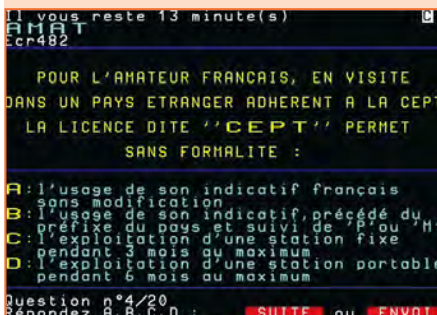 Il vous reste 13 minute(s) C
AMAT
Ecr482
POUR L'AMATEUR FRANCAIS, EN VISITE
DANS UN PAYS ETRANGER ADHERENT A LA CEPT
LA LICENCE DITE ''CEPT'' PERMET
SANS FORMALITE :
A:l'usage de son indicatif français
sans modification
B:l'usage de son indicatif,précédé du
préfixe du pays et suivi de 'P'ou 'M'
C:l'exploitation d'une station fixe
pendant 3 mois au maximum
D:l'exploitation d'une station portable
pendant 6 mois au maximum
Question n°4/20
Répondez A,B,C,D : SUITE ou ENVOI